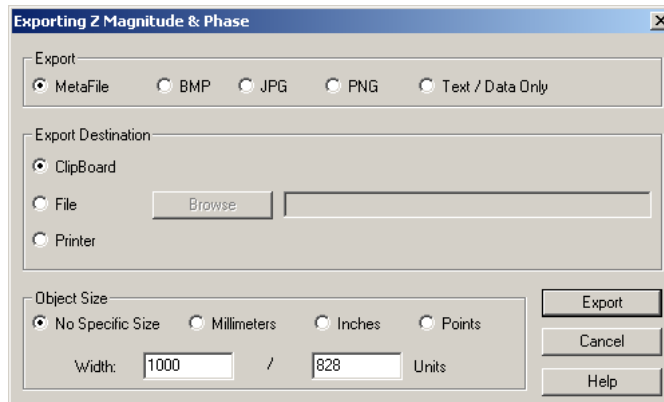 Exporting Z Magnitude & Phase
Export
MetaFile BMP JPG PNG Text / Data Only
Export Destination
ClipBoard
File Browse
Printer
Object Size
No Specific Size Millimeters Inches Points
Width: 1000 / 828 Units
Export
Cancel
Help